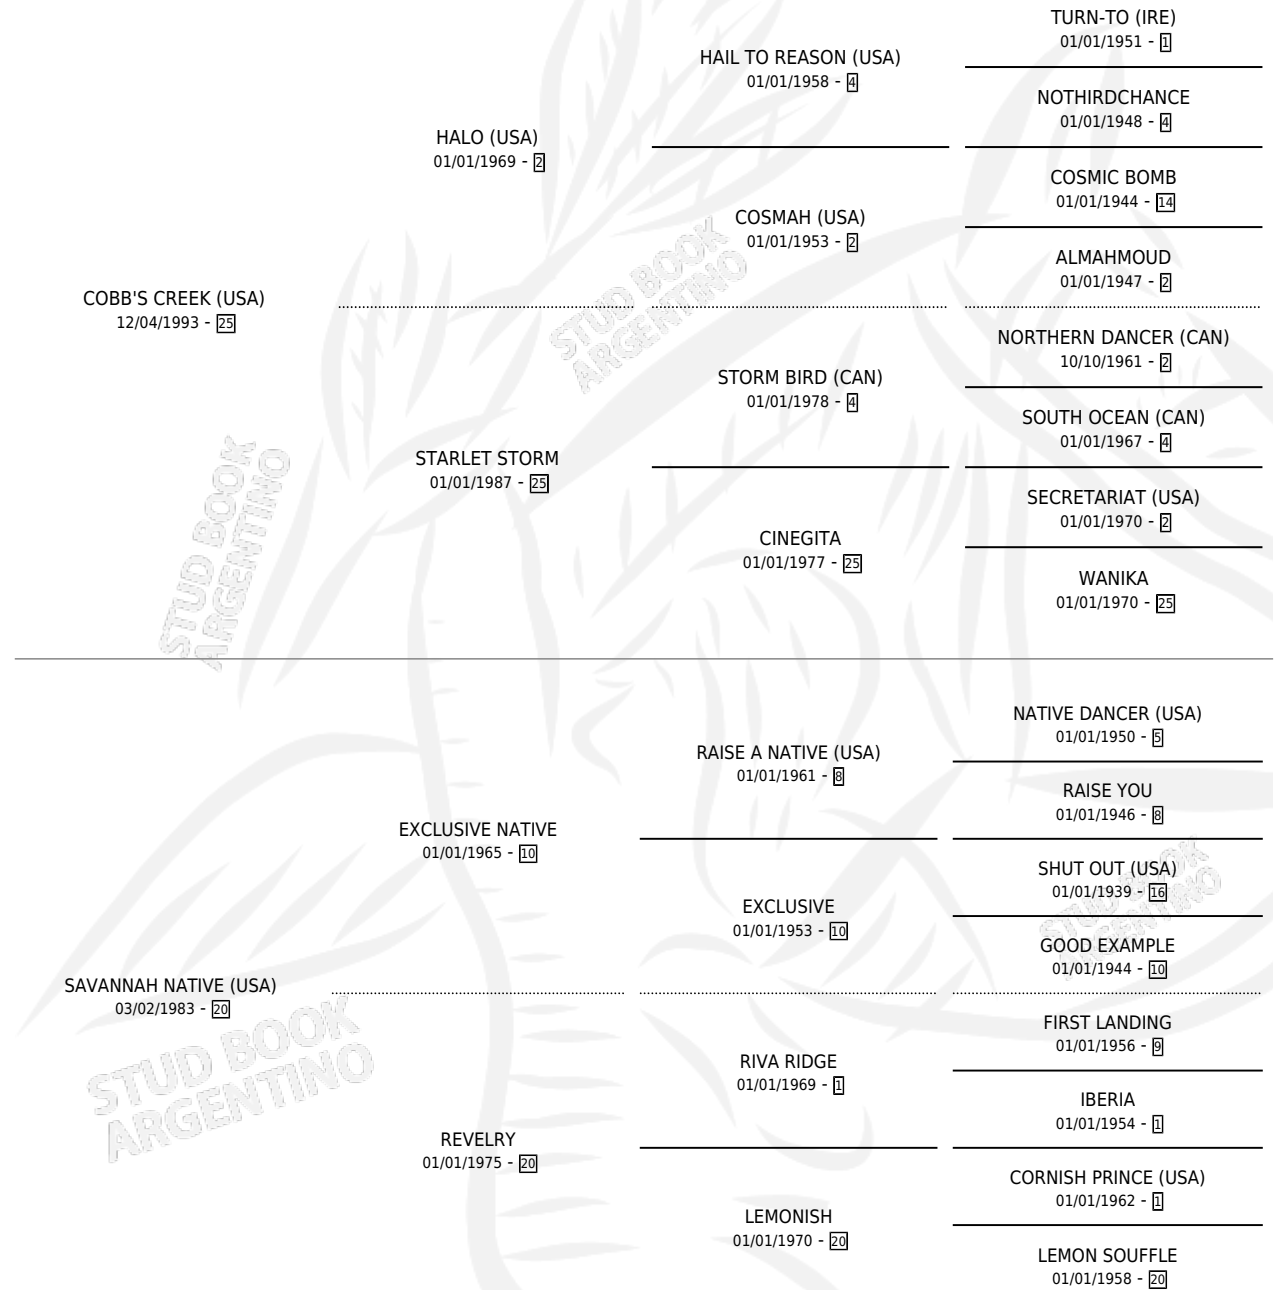 TURN-TO (IRE)
01/01/1951 - 1
HAIL TO REASON (USA)
01/01/1958 - 4
NOTHIRDCHANCE
01/01/1948 - 4
HALO (USA)
01/01/1969 - 2
COSMIC BOMB
01/01/1944 - 14
COSMAH (USA)
01/01/1953 - 2
ALMAHMOUD
01/01/1947 - 2
COBB'S CREEK (USA)
12/04/1993 - 25
STUD BOOK
ARGENTINO
NORTHERN DANCER (CAN)
10/10/1961 - 2
STORM BIRD (CAN)
01/01/1978 - 4
SOUTH OCEAN (CAN)
01/01/1967 - 4
STARLET STORM
01/01/1987 - 25
SECRETARIAT (USA)
01/01/1970 - 2
CINEGITA
01/01/1977 - 25
WANIKA
01/01/1970 - 25
STUD BOOK
ARGENTINO
NATIVE DANCER (USA)
01/01/1950 - 5
RAISE A NATIVE (USA)
01/01/1961 - 8
RAISE YOU
01/01/1946 - 8
EXCLUSIVE NATIVE
01/01/1965 - 10
SHUT OUT (USA)
01/01/1939 - 16
EXCLUSIVE
01/01/1953 - 10
GOOD EXAMPLE
01/01/1944 - 10
STUD BOOK
ARGENTINO
SAVANNAH NATIVE (USA)
03/02/1983 - 20
STUD BOOK
ARGENTINO
FIRST LANDING
01/01/1956 - 9
RIVA RIDGE
01/01/1969 - 1
IBERIA
01/01/1954 - 1
REVELRY
01/01/1975 - 20
CORNISH PRINCE (USA)
01/01/1962 - 1
LEMONISH
01/01/1970 - 20
LEMON SOUFFLE
01/01/1958 - 20